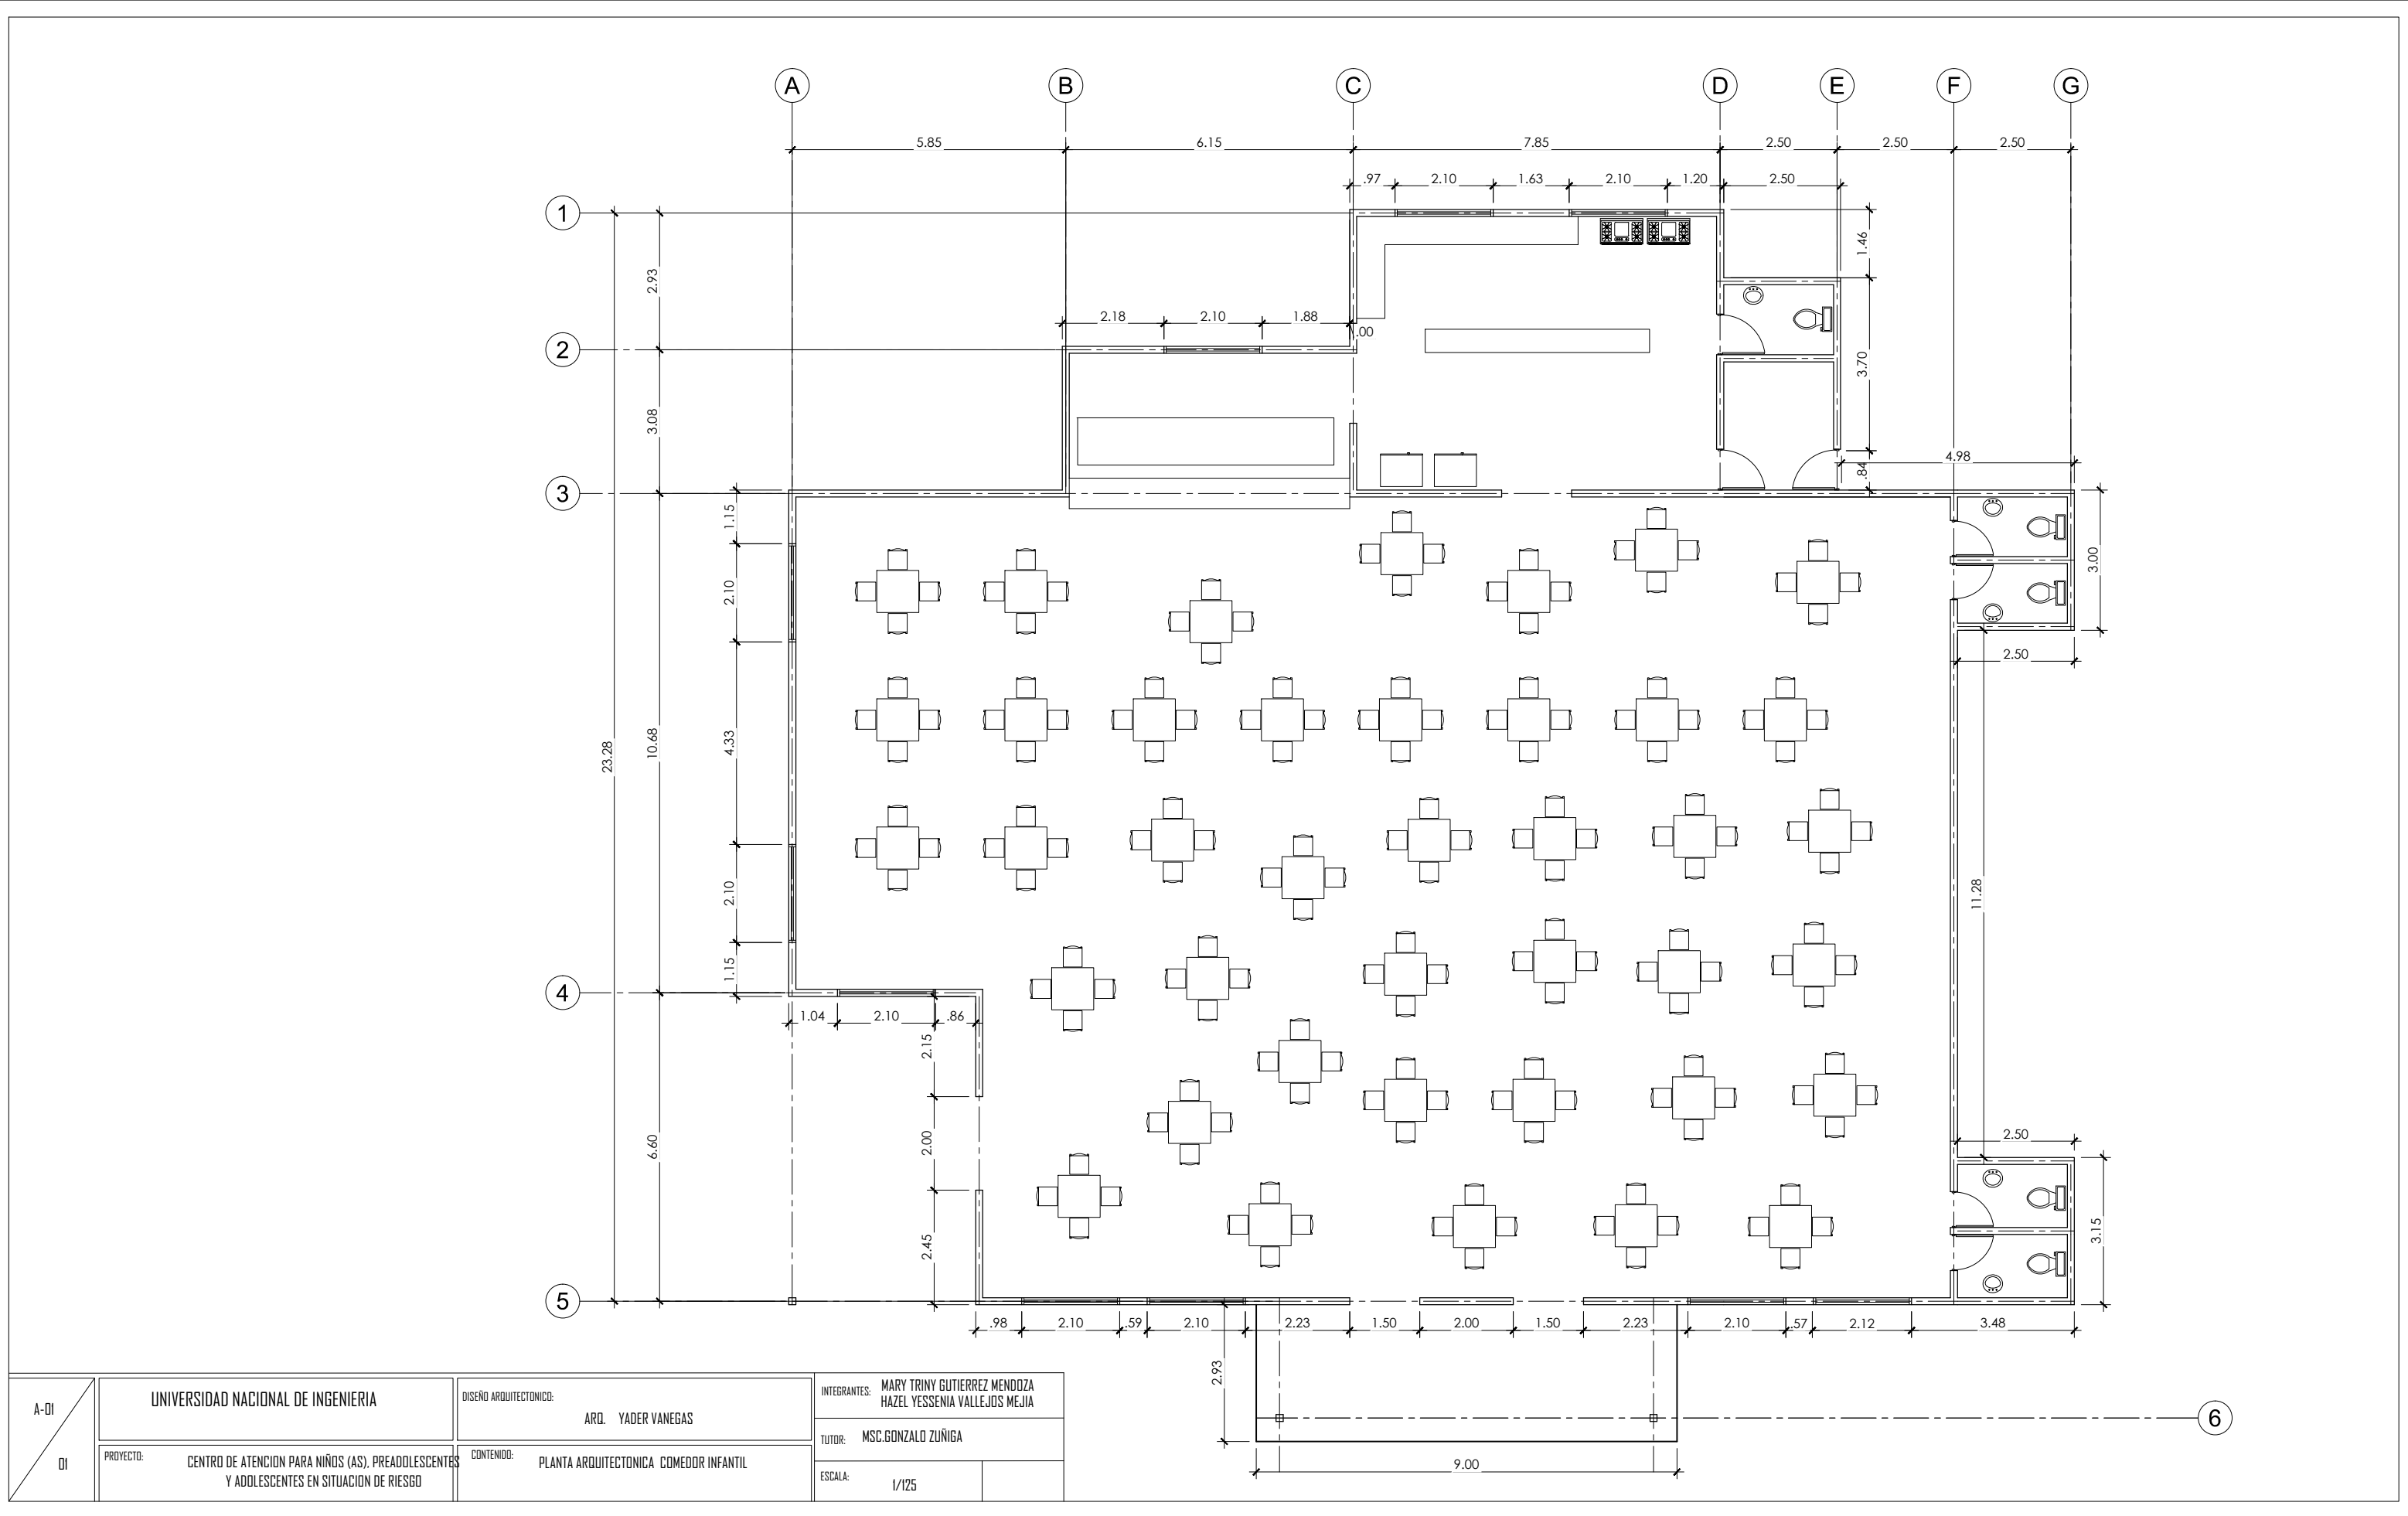 A B C D E F G
5.85 6.15 7.85 2.50 2.50 2.50
.97 2.10 1.63 2.10 1.20 2.50
1
1.46
2.93
2.18 2.10 1.88
.00
2
3.70
3.08
4.98
.84
3
1.15
3.00
2.10
2.50
4.33
10.68
23.28
2.10
11.28
1.15
4
1.04 2.10 .86
2.15
2.00
2.50
6.60
3.15
2.45
5
.98 2.10 .59 2.10 2.23 1.50 2.00 1.50 2.23 2.10 .57 2.12 3.48
2.93
6
9.00
A-01
01
UNIVERSIDAD NACIONAL DE INGENIERIA
PROYECTO:
CENTRO DE ATENCION PARA NIÑOS (AS), PREADOLESCENTES
Y ADOLESCENTES EN SITUACION DE RIESGO
DISEÑO ARQUITECTONICO:
ARQ. YADER VANEGAS
CONTENIDO:
PLANTA ARQUITECTONICA COMEDOR INFANTIL
INTEGRANTES: MARY TRINY GUTIERREZ MENDOZA
HAZEL YESSENIA VALLEJOS MEJIA
TUTOR: MSC.GONZALO ZUÑIGA
ESCALA:
1/125